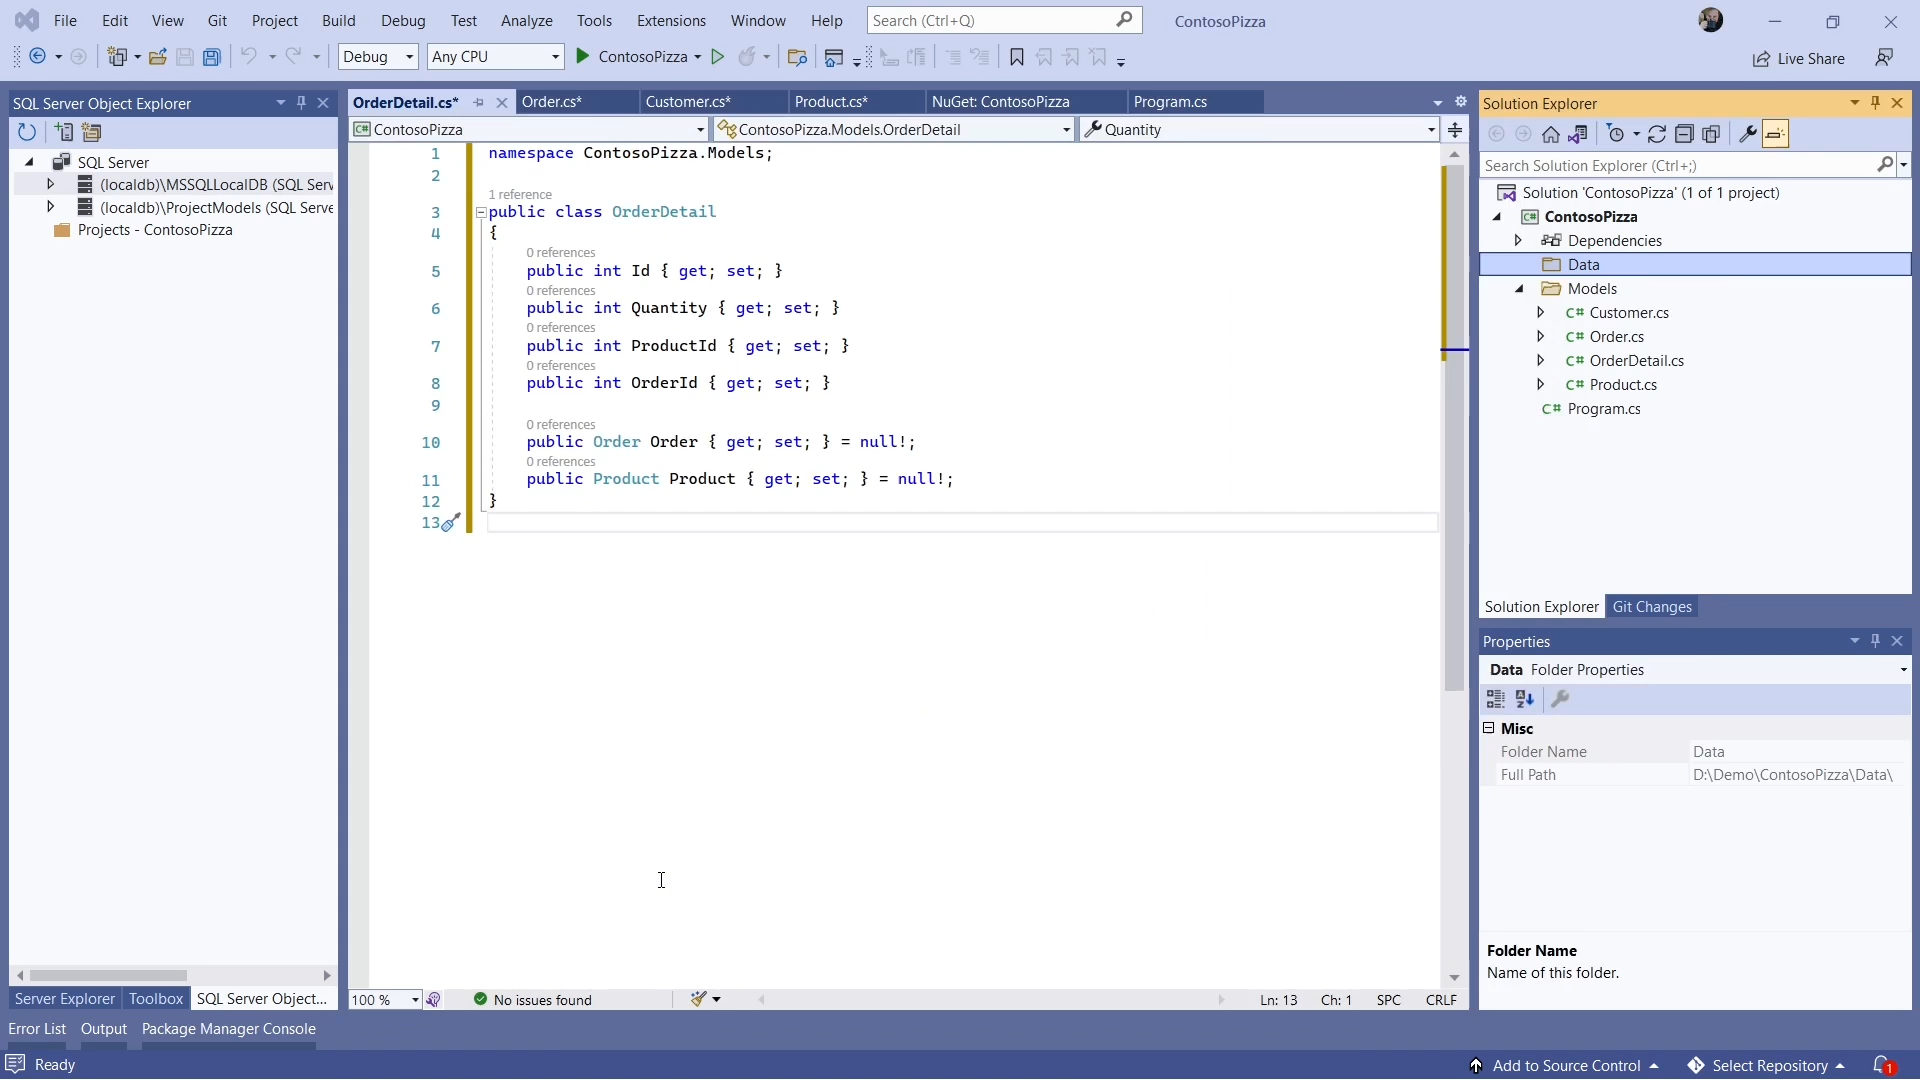 File Edit View Git Project Build Debug Test Analyze Tools Extensions Window Help Search (Ctrl+Q) ContosoPizza
Debug Any CPU ContosoPizza Live Share
SQL Server Object Explorer
SQL Server
(localdb)\MSSQLLocalDB (SQL Serv
(localdb)\ProjectModels (SQL Serve
Projects - ContosoPizza
Server Explorer Toolbox SQL Server Object...
OrderDetail.cs* Order.cs* Customer.cs* Product.cs* NuGet: ContosoPizza Program.cs
C# ContosoPizza ContosoPizza.Models.OrderDetail Quantity
1 namespace ContosoPizza.Models;
2
1 reference
3 public class OrderDetail
4 {
0 references
5 public int Id { get; set; }
0 references
6 public int Quantity { get; set; }
0 references
7 public int ProductId { get; set; }
0 references
8 public int OrderId { get; set; }
9
0 references
10 public Order Order { get; set; } = null!;
0 references
11 public Product Product { get; set; } = null!;
12 }
13
100 % No issues found Ln: 13 Ch: 1 SPC CRLF
Solution Explorer
Search Solution Explorer (Ctrl+;)
Solution 'ContosoPizza' (1 of 1 project)
C# ContosoPizza
Dependencies
Data
Models
C# Customer.cs
C# Order.cs
C# OrderDetail.cs
C# Product.cs
C# Program.cs
Solution Explorer Git Changes
Properties
Data Folder Properties
Misc
Folder Name Data
Full Path D:\Demo\ContosoPizza\Data\
Folder Name
Name of this folder.
Error List Output Package Manager Console
Ready Add to Source Control Select Repository 1